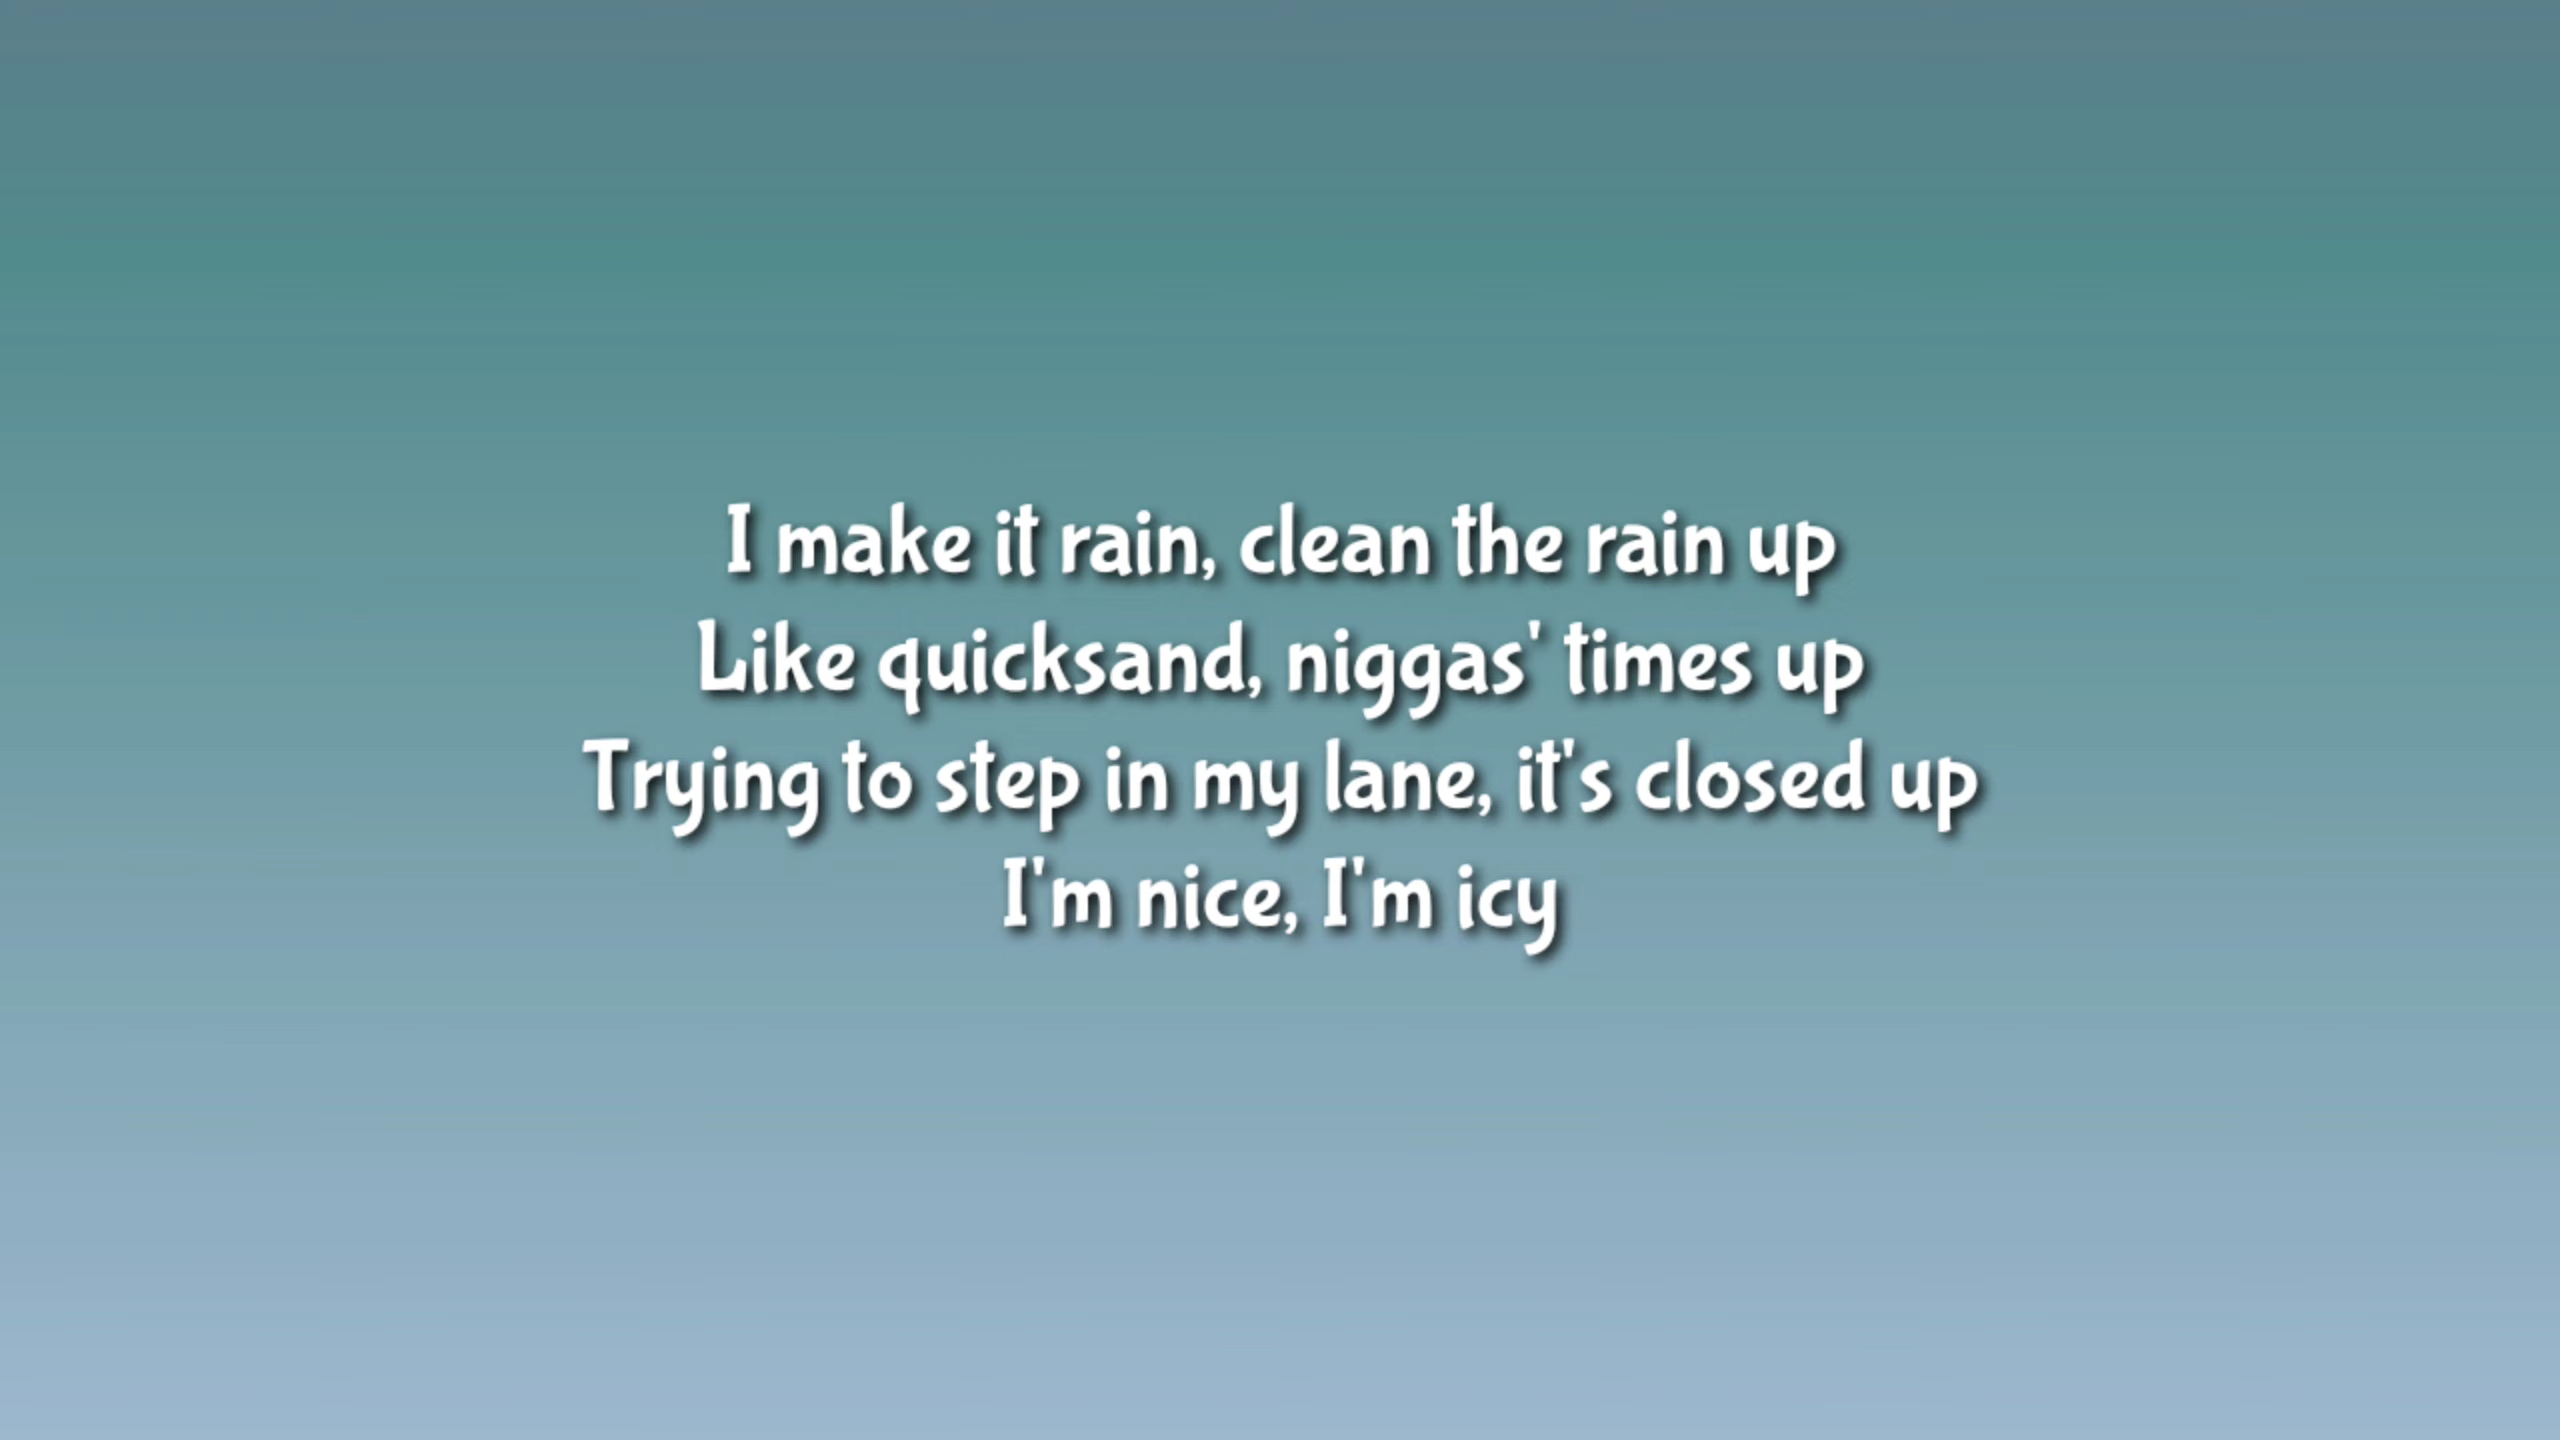 I make it rain, clean the rain up
Like quicksand, niggas' times up
Trying to step in my lane, it's closed up
I'm nice, I'm icy